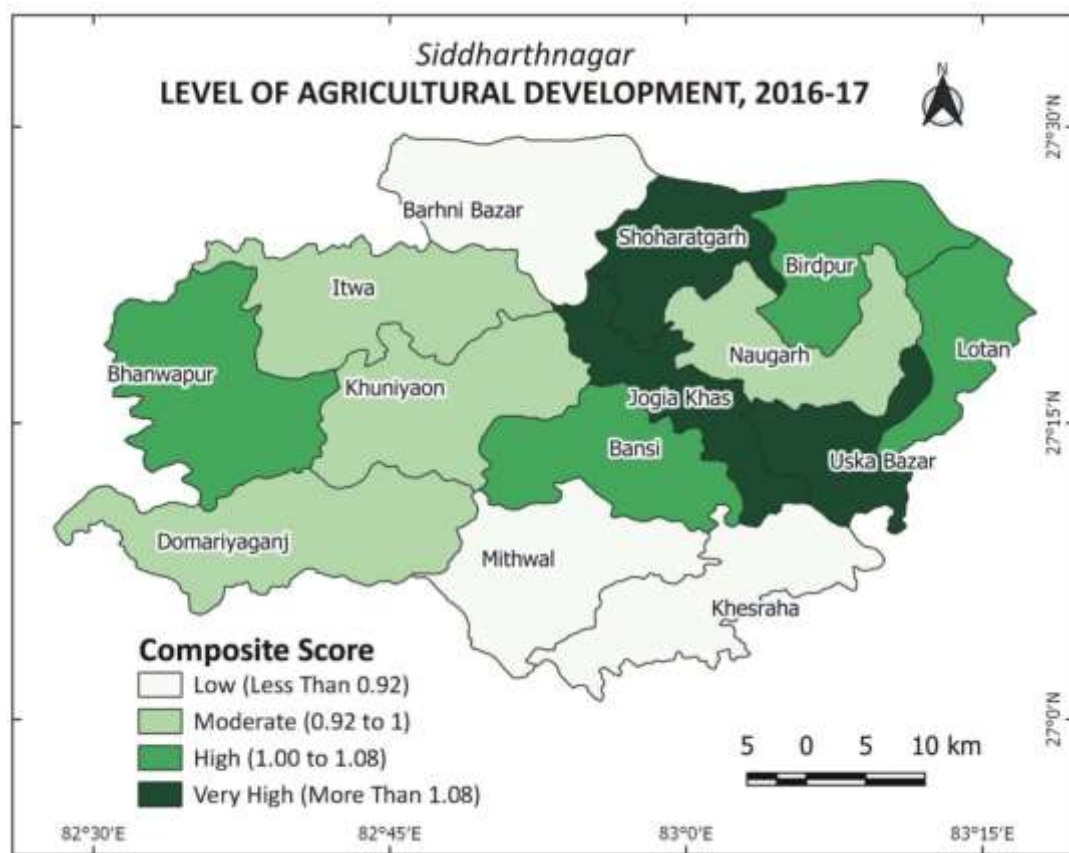 Siddharthnagar
LEVEL OF AGRICULTURAL DEVELOPMENT, 2016-17
N
27°30'N
Barhni Bazar
Shoharatgarh
Birdpur
Itwa
Lotan
Naugarh
Bhanwapur
Khuniyaon
Jogia Khas
27°15'N
Bansi
Uska Bazar
Domariyaganj
Mithwal
Khesraha
Composite Score
Low (Less Than 0.92)
Moderate (0.92 to 1)
High (1.00 to 1.08)
Very High (More Than 1.08)
27°0'N
5 0 5 10 km
82°30'E 82°45'E 83°0'E 83°15'E